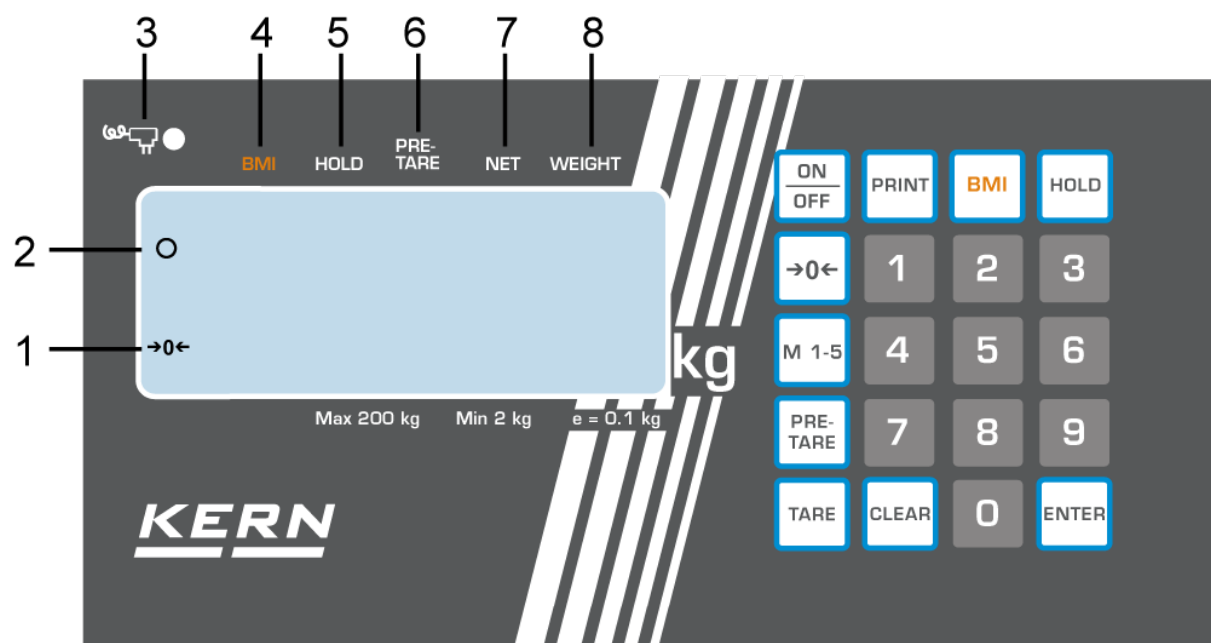 3 4 5 6 7 8
BMI HOLD PRE-TARE NET WEIGHT
2 O
1 →0←
kg
Max 200 kg Min 2 kg e = 0.1 kg
KERN
ON OFF PRINT BMI HOLD
→0← 1 2 3
M 1-5 4 5 6
PRE-TARE 7 8 9
TARE CLEAR 0 ENTER